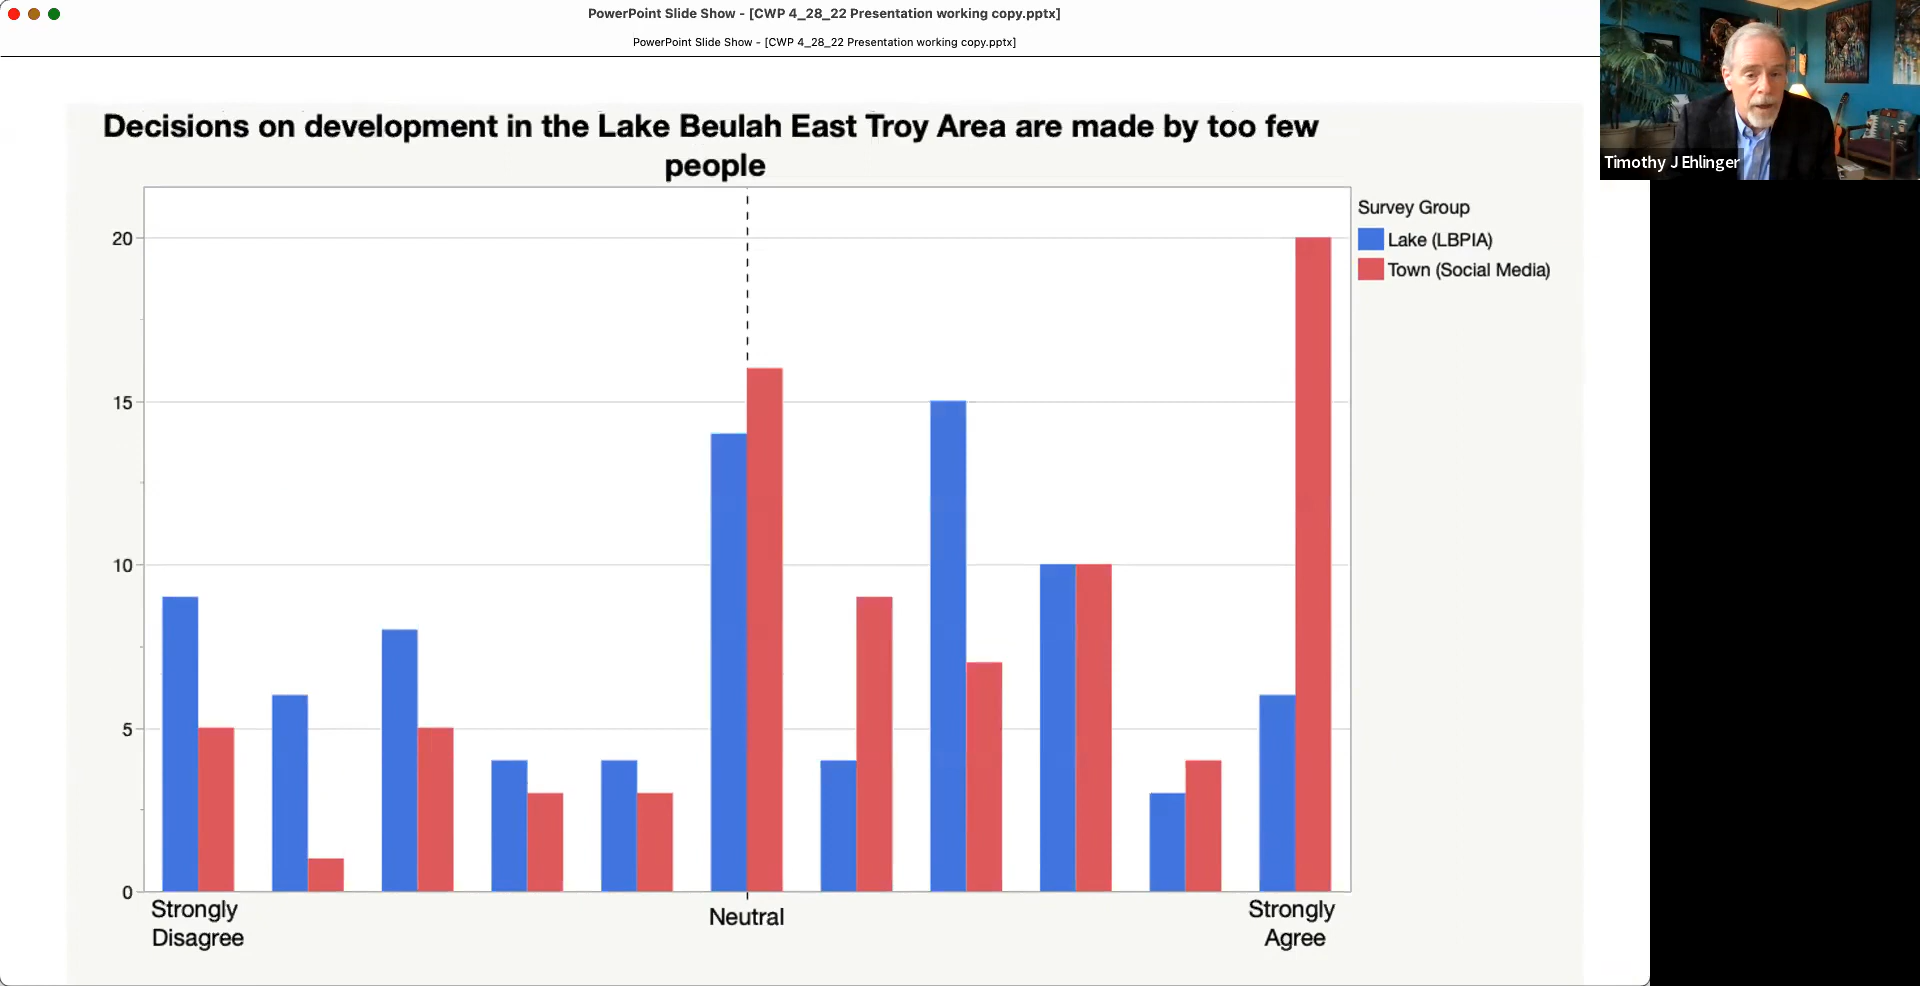 PowerPoint Slide Show - [CWP 4_28_22 Presentation working copy.pptx]
PowerPoint Slide Show - [CWP 4_28_22 Presentation working copy.pptx]
Timothy J Ehlinger
Decisions on development in the Lake Beulah East Troy Area are made by too few
people
Survey Group
Lake (LBPIA)
Town (Social Media)
20
15
10
5
0
Strongly
Disagree
Neutral
Strongly
Agree